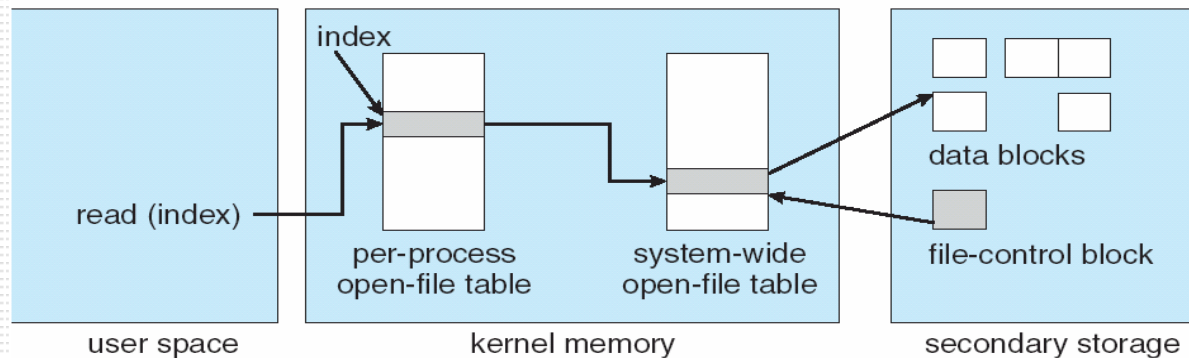 index
read (index)
per-process
open-file table
system-wide
open-file table
data blocks
file-control block
user space
kernel memory
secondary storage